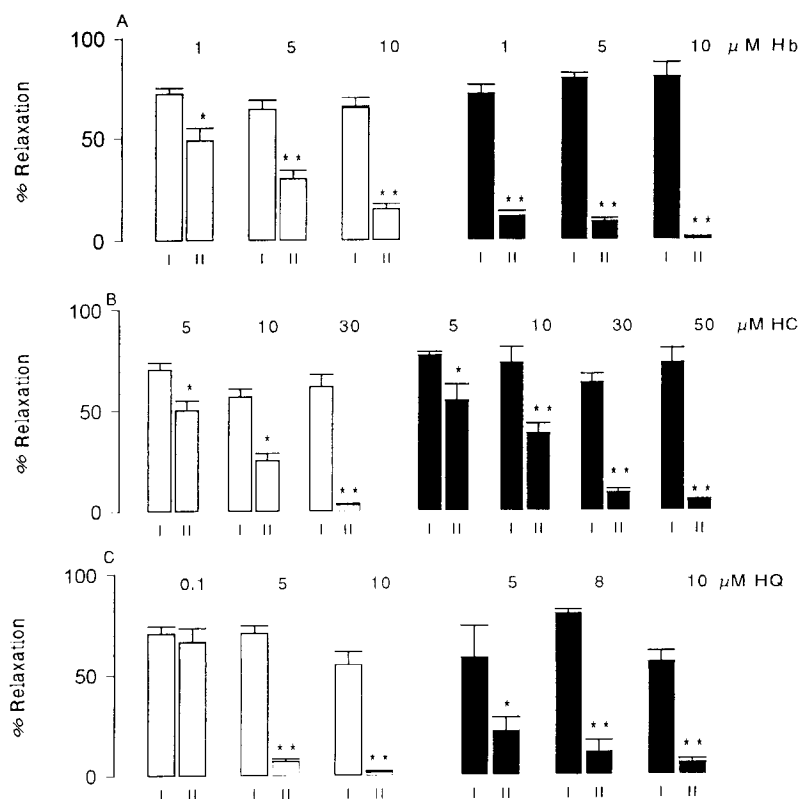 A
100
50
0
% Relaxation
1 5 10 1 5 10 μM Hb
* ** ** ** ** **
I II I II I II I II I II I II
B
100
50
0
% Relaxation
5 10 30 5 10 30 50 μM HC
* * ** * ** ** **
I II I II I II I II I II I II I II
C
100
50
0
% Relaxation
0.1 5 10 5 8 10 μM HQ
** ** * ** **
I II I II I II I II I II I II